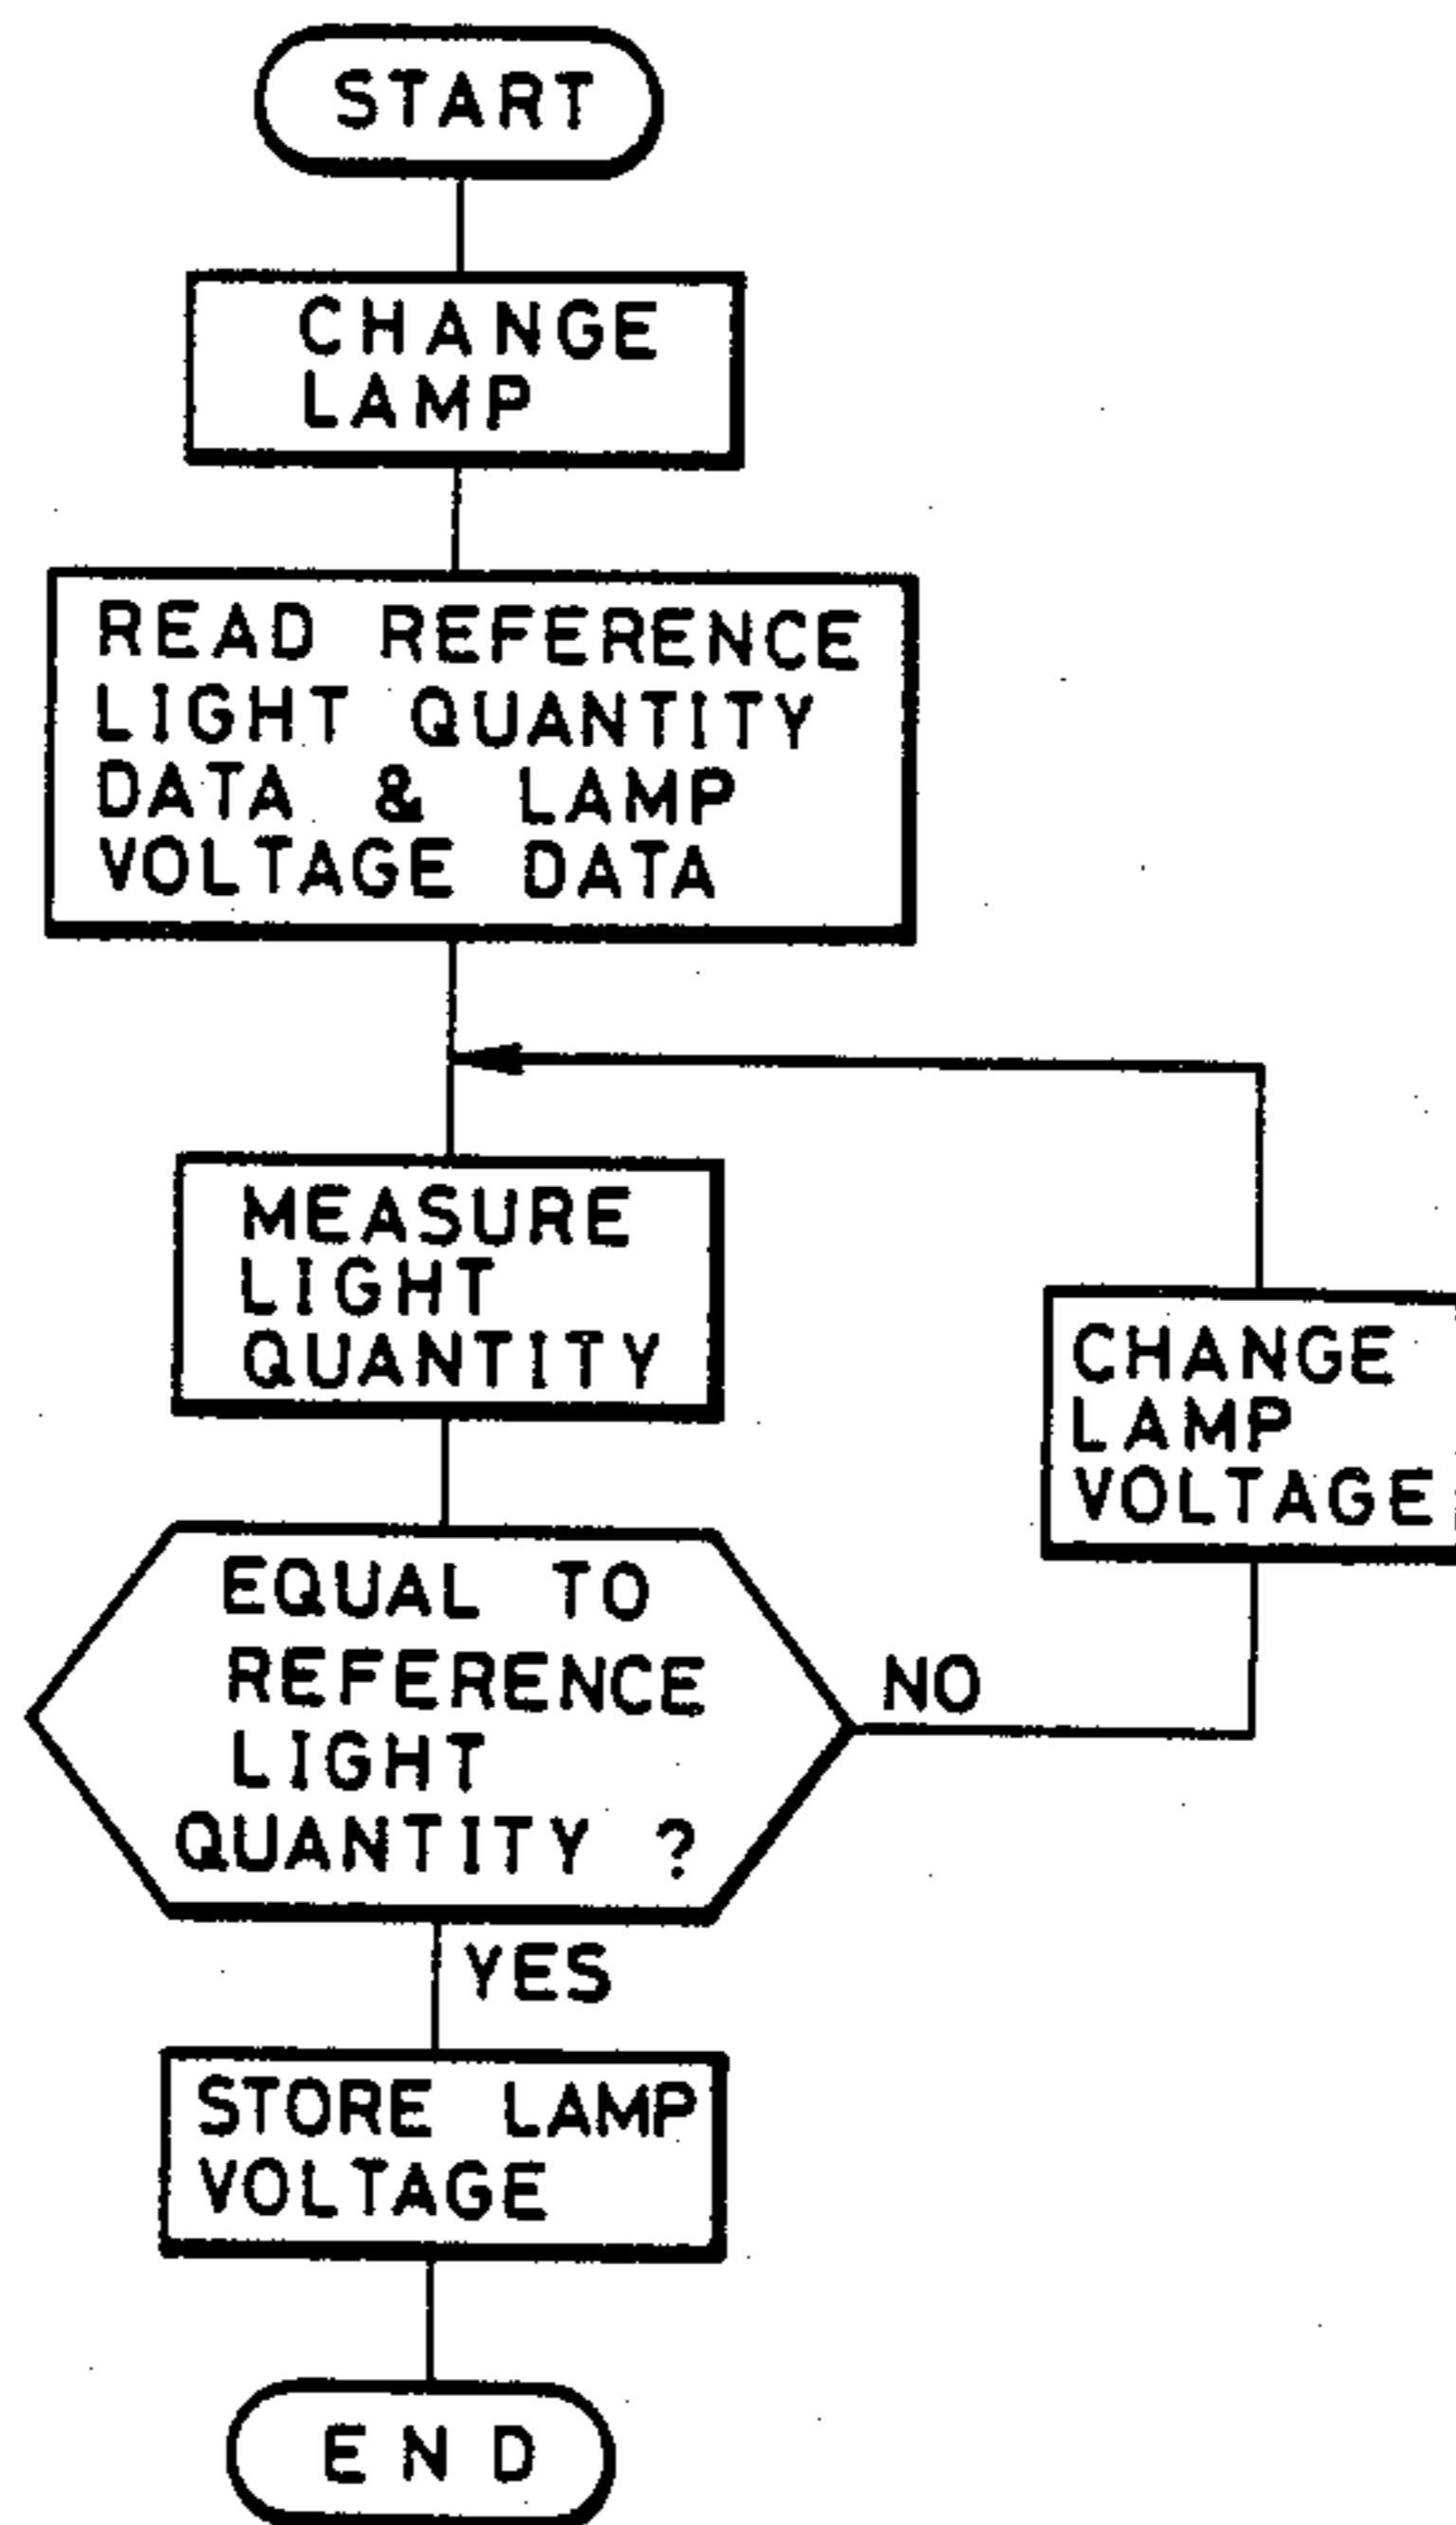 START
CHANGE
LAMP
READ REFERENCE
LIGHT QUANTITY
DATA & LAMP
VOLTAGE DATA
MEASURE
LIGHT
QUANTITY
CHANGE
LAMP
VOLTAGE
EQUAL TO
REFERENCE
LIGHT
QUANTITY ?
NO
YES
STORE LAMP
VOLTAGE
END